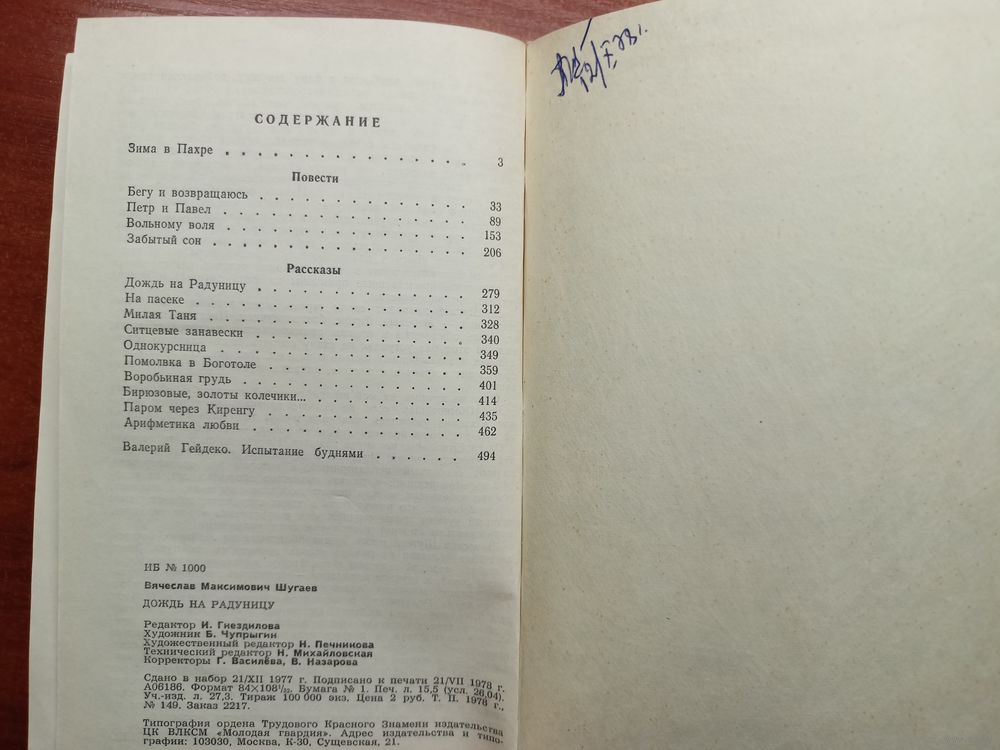 СОДЕРЖАНИЕ
Зима в Пахре . . . . . . . . . . . . . . . 3
Повести
Бегу и возвращаюсь . . . . . . . . . . . . . 33
Петр и Павел . . . . . . . . . . . . . . . 89
Вольному воля . . . . . . . . . . . . . . . 153
Забытый сон . . . . . . . . . . . . . . . . 206
Рассказы
Дождь на Радуницу . . . . . . . . . . . . . 279
На пасеке . . . . . . . . . . . . . . . . . 312
Милая Таня . . . . . . . . . . . . . . . . 328
Ситцевые занавески . . . . . . . . . . . . . 340
Однокурсница . . . . . . . . . . . . . . . 349
Помолвка в Боготоле . . . . . . . . . . . . 359
Воробьиная грудь . . . . . . . . . . . . . . 401
Бирюзовые, золоты колечики... . . . . . . . . . 414
Паром через Киренгу . . . . . . . . . . . . 435
Арифметика любви . . . . . . . . . . . . . 462
Валерий Гейдеко. Испытание буднями . . . . . . 494
ИБ № 1000
Вячеслав Максимович Шугаев
ДОЖДЬ НА РАДУНИЦУ
Редактор И. Гнездилова
Художник Б. Чупрыгин
Художественный редактор Н. Печникова
Технический редактор Н. Михайловская
Корректоры Г. Василёва, В. Назарова
Сдано в набор 21/XII 1977 г. Подписано к печати 21/VII 1978 г.
А06186. Формат 84×108¹/₃₂. Бумага № 1. Печ. л. 15,5 (усл. 26,04).
Уч.-изд. л. 27,3. Тираж 100 000 экз. Цена 2 руб. Т. П. 1978 г.,
№ 149. Заказ 2217.
Типография ордена Трудового Красного Знамени издательства
ЦК ВЛКСМ «Молодая гвардия». Адрес издательства и типо-
графии: 103030, Москва, К-30, Сущевская, 21.